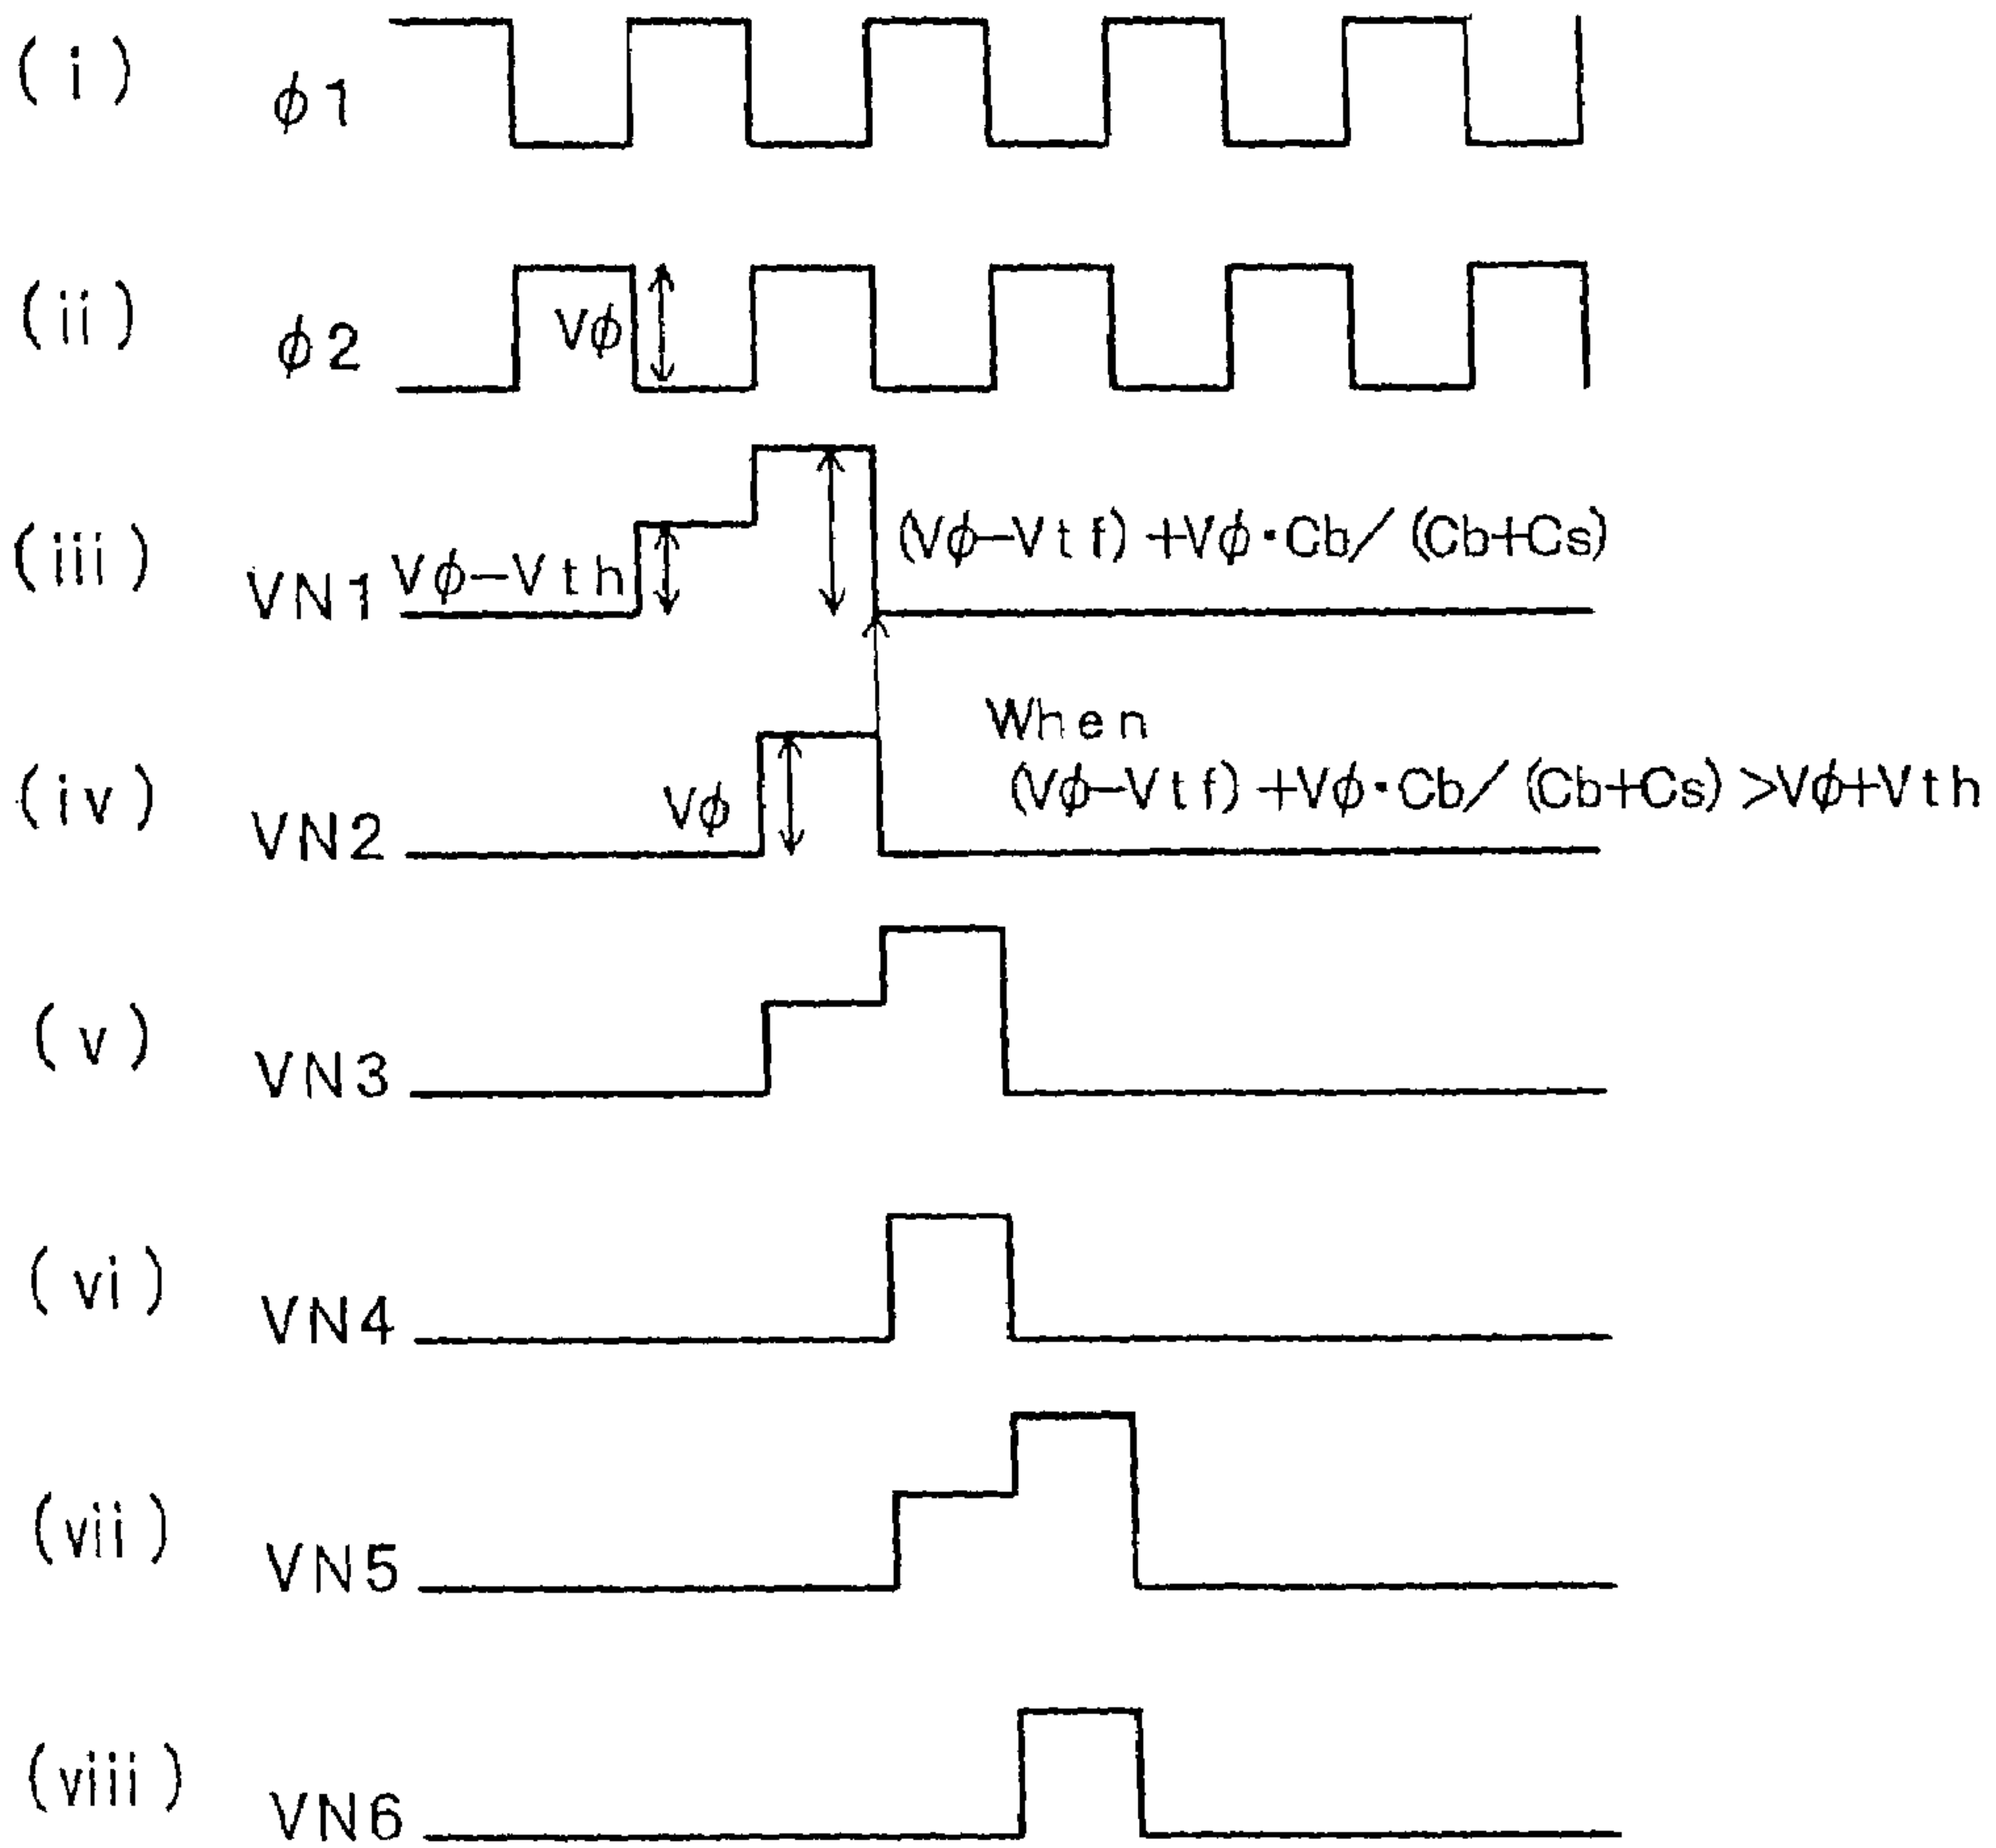 (i) ϕ1
(ii) ϕ2
Vϕ
(iii) VN1
Vϕ-Vth
(Vϕ-Vtf)+Vϕ·Cb/(Cb+Cs)
(iv) VN2
Vϕ
When
(Vϕ-Vtf)+Vϕ·Cb/(Cb+Cs)>Vϕ+Vth
(v) VN3
(vi) VN4
(vii) VN5
(viii) VN6